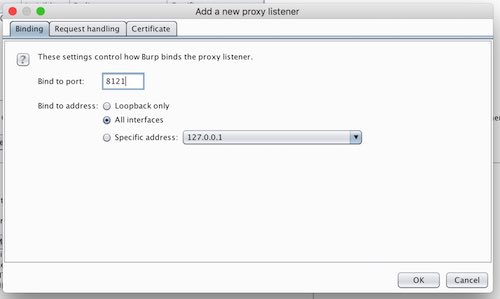 Add a new proxy listener
Binding Request handling Certificate
? These settings control how Burp binds the proxy listener.
Bind to port: 8121
Bind to address: Loopback only
All interfaces
Specific address: 127.0.0.1
OK Cancel